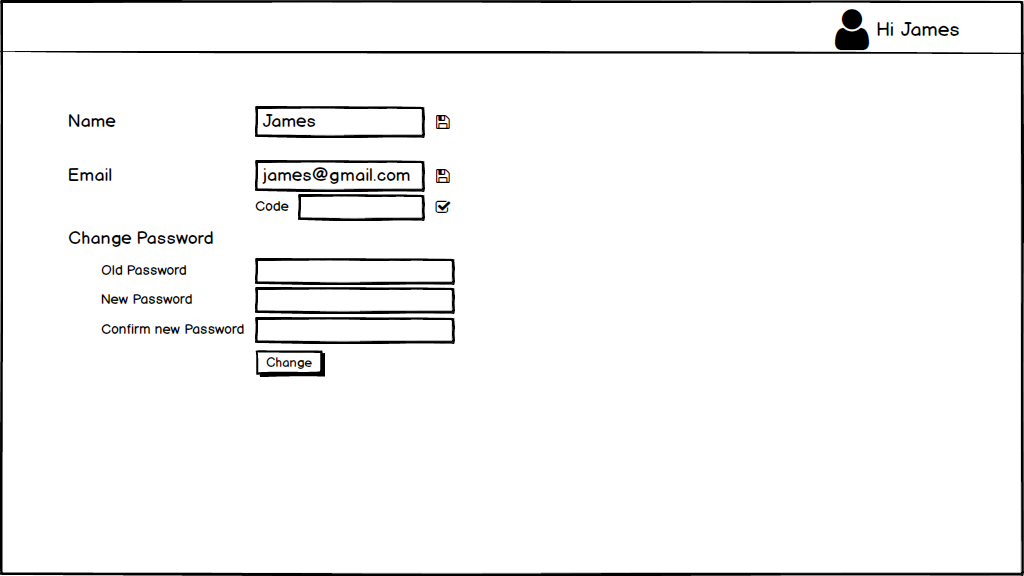 Hi James
Name James
Email james@gmail.com
Code
Change Password
Old Password
New Password
Confirm new Password
Change